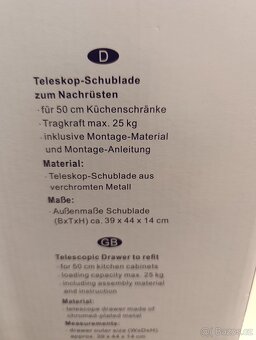 D
Teleskop-Schublade
zum Nachrüsten
· für 50 cm Küchenschränke
· Tragkraft max. 25 kg
· inklusive Montage-Material
und Montage-Anleitung
Material:
· Teleskop-Schublade aus
verchromten Metall
Maße:
· Außenmaße Schublade
(BxTxH) ca. 39 x 44 x 14 cm
GB
Telescopic Drawer to refit
· for 50 cm kitchen cabinets
· loading capacity max. 25 kg
· including assembly material
and instruction
Material:
· telescope drawer made of
chromed-plated metal
Measurements:
· drawer outer size (WxDxH)
approx. 39 x 44 x 14 cm